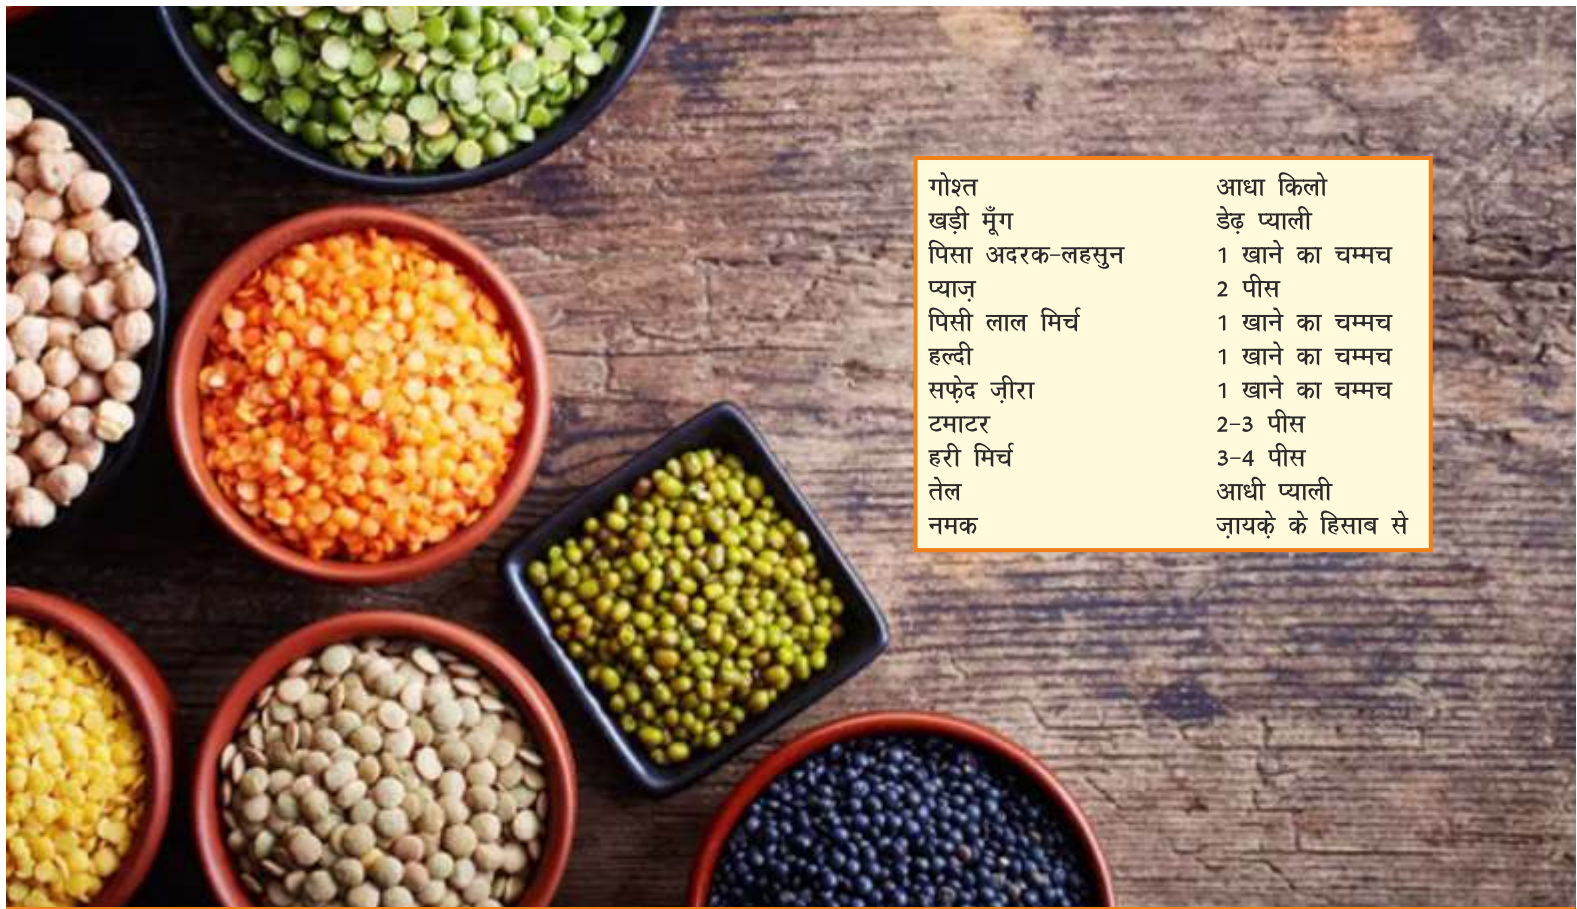 गोश्त आधा किलो
खड़ी मूँग डेढ़ प्याली
पिसा अदरक-लहसुन 1 खाने का चम्मच
प्याज़ 2 पीस
पिसी लाल मिर्च 1 खाने का चम्मच
हल्दी 1 खाने का चम्मच
सफ़ेद ज़ीरा 1 खाने का चम्मच
टमाटर 2-3 पीस
हरी मिर्च 3-4 पीस
तेल आधी प्याली
नमक ज़ायक़े के हिसाब से